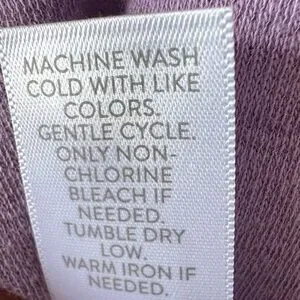 MACHINE WASH
COLD WITH LIKE
COLORS.
GENTLE CYCLE.
ONLY NON-
CHLORINE
BLEACH IF
NEEDED.
TUMBLE DRY
LOW.
WARM IRON IF
NEEDED.